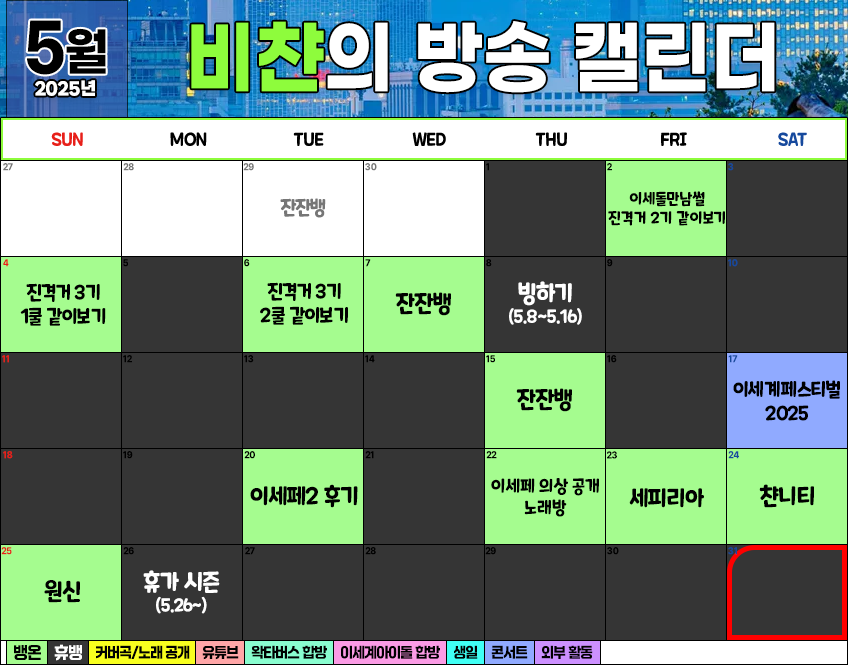 5월
2025년
비챤의 방송 캘린더
SUN MON TUE WED THU FRI SAT
27 28 29 30 1 2 3
잔잔뱅
이세돌만남썰
진격거 2기 같이보기
4 5 6 7 8 9 10
진격거 3기
1쿨 같이보기
진격거 3기
2쿨 같이보기
잔잔뱅
빙하기
(5.8~5.16)
11 12 13 14 15 16 17
잔잔뱅
이세계페스티벌
2025
18 19 20 21 22 23 24
이세페2 후기
이세페 의상 공개
노래방
세피리아
챤니티
25 26 27 28 29 30 31
원신
휴가 시즌
(5.26~)
뱅온 휴뱅 커버곡/노래 공개 유튜브 왁타버스 합방 이세계아이돌 합방 생일 콘서트 외부 활동